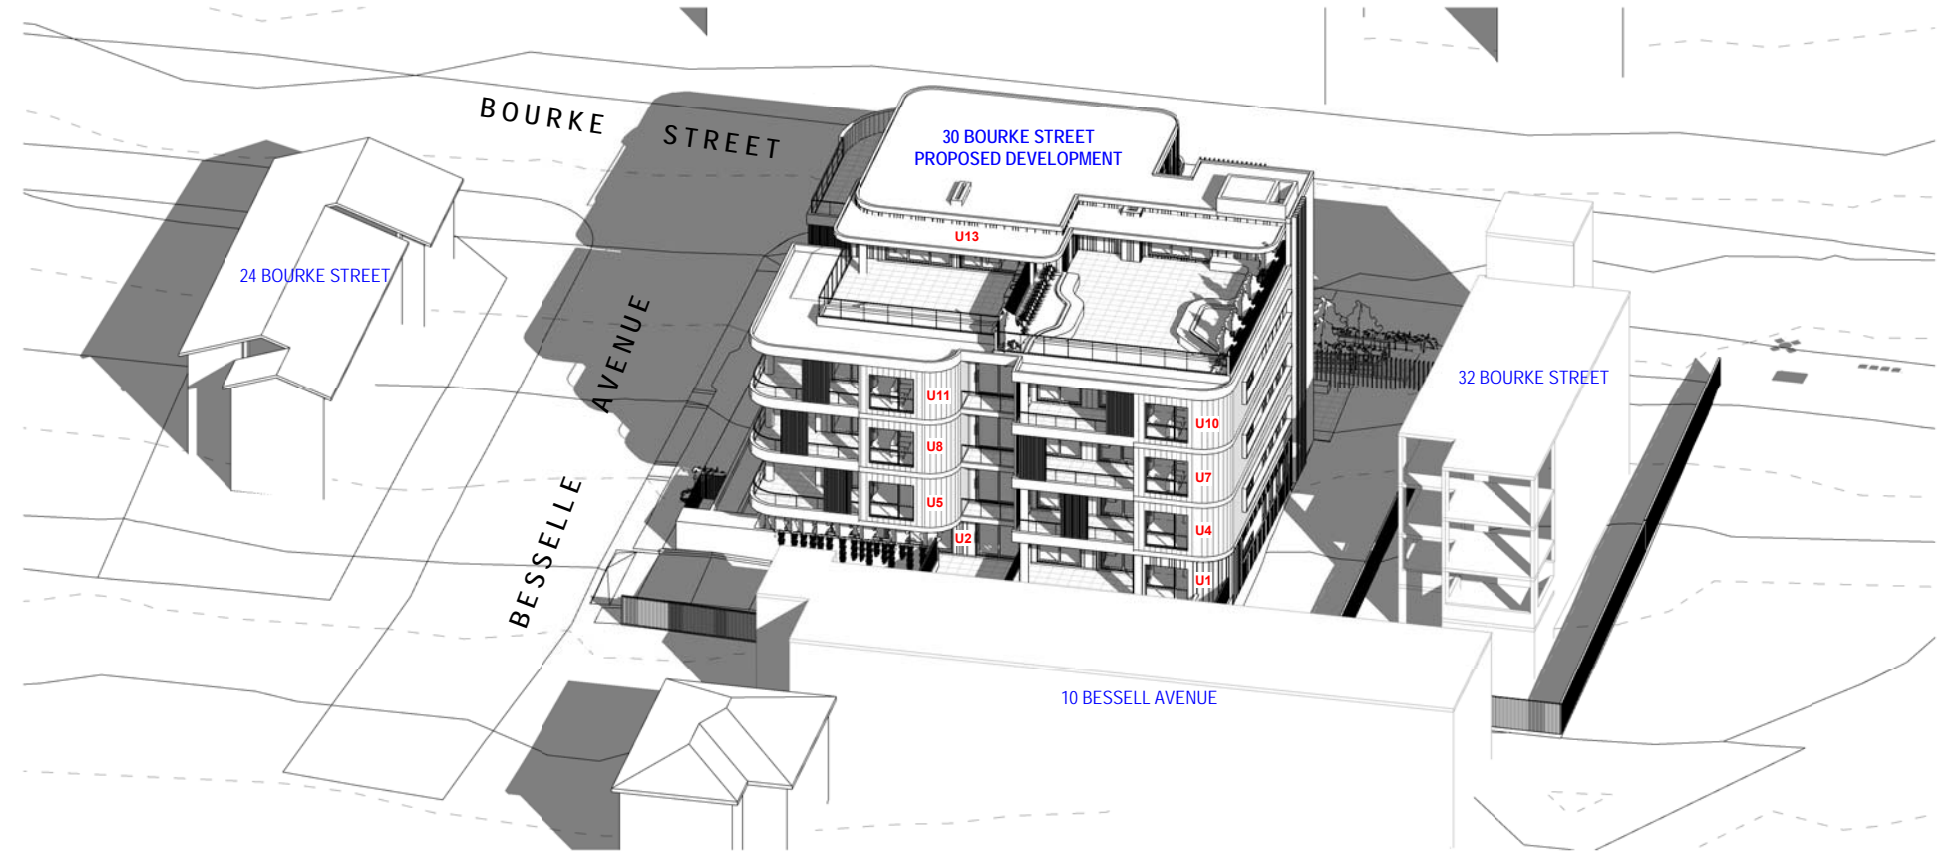 BOURKE STREET
30 BOURKE STREET
PROPOSED DEVELOPMENT
U13
24 BOURKE STREET
BESSELLE AVENUE
32 BOURKE STREET
U11
U10
U8
U7
U5
U4
U2
U1
10 BESSELL AVENUE